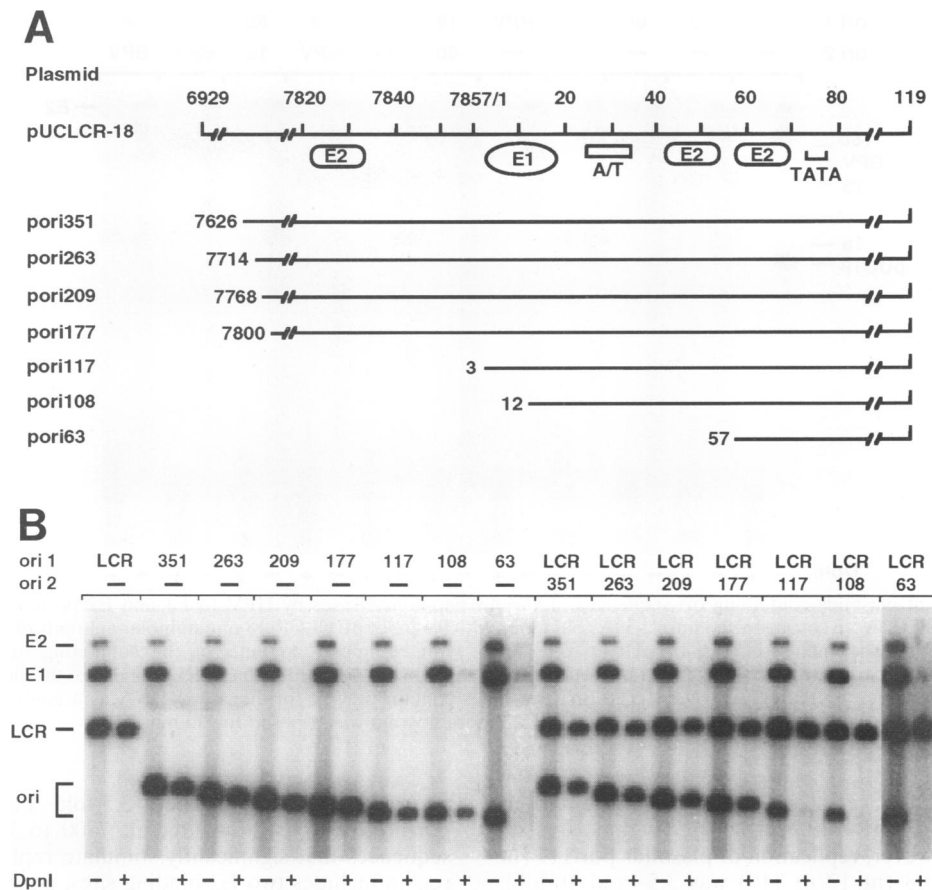 A
Plasmid
6929 7820 7840 7857/1 20 40 60 80 119
pUCLCR-18
E2 E1 A/T E2 E2 TATA
pori351 7626
pori263 7714
pori209 7768
pori177 7800
pori117 3
pori108 12
pori63 57
B
ori 1 LCR 351 263 209 177 117 108 63 LCR LCR LCR LCR LCR LCR LCR
ori 2 – – – – – – – – 351 263 209 177 117 108 63
E2
E1
LCR
ori
DpnI – + – + – + – + – + – + – + – + – + – + – + – + – + – + – +